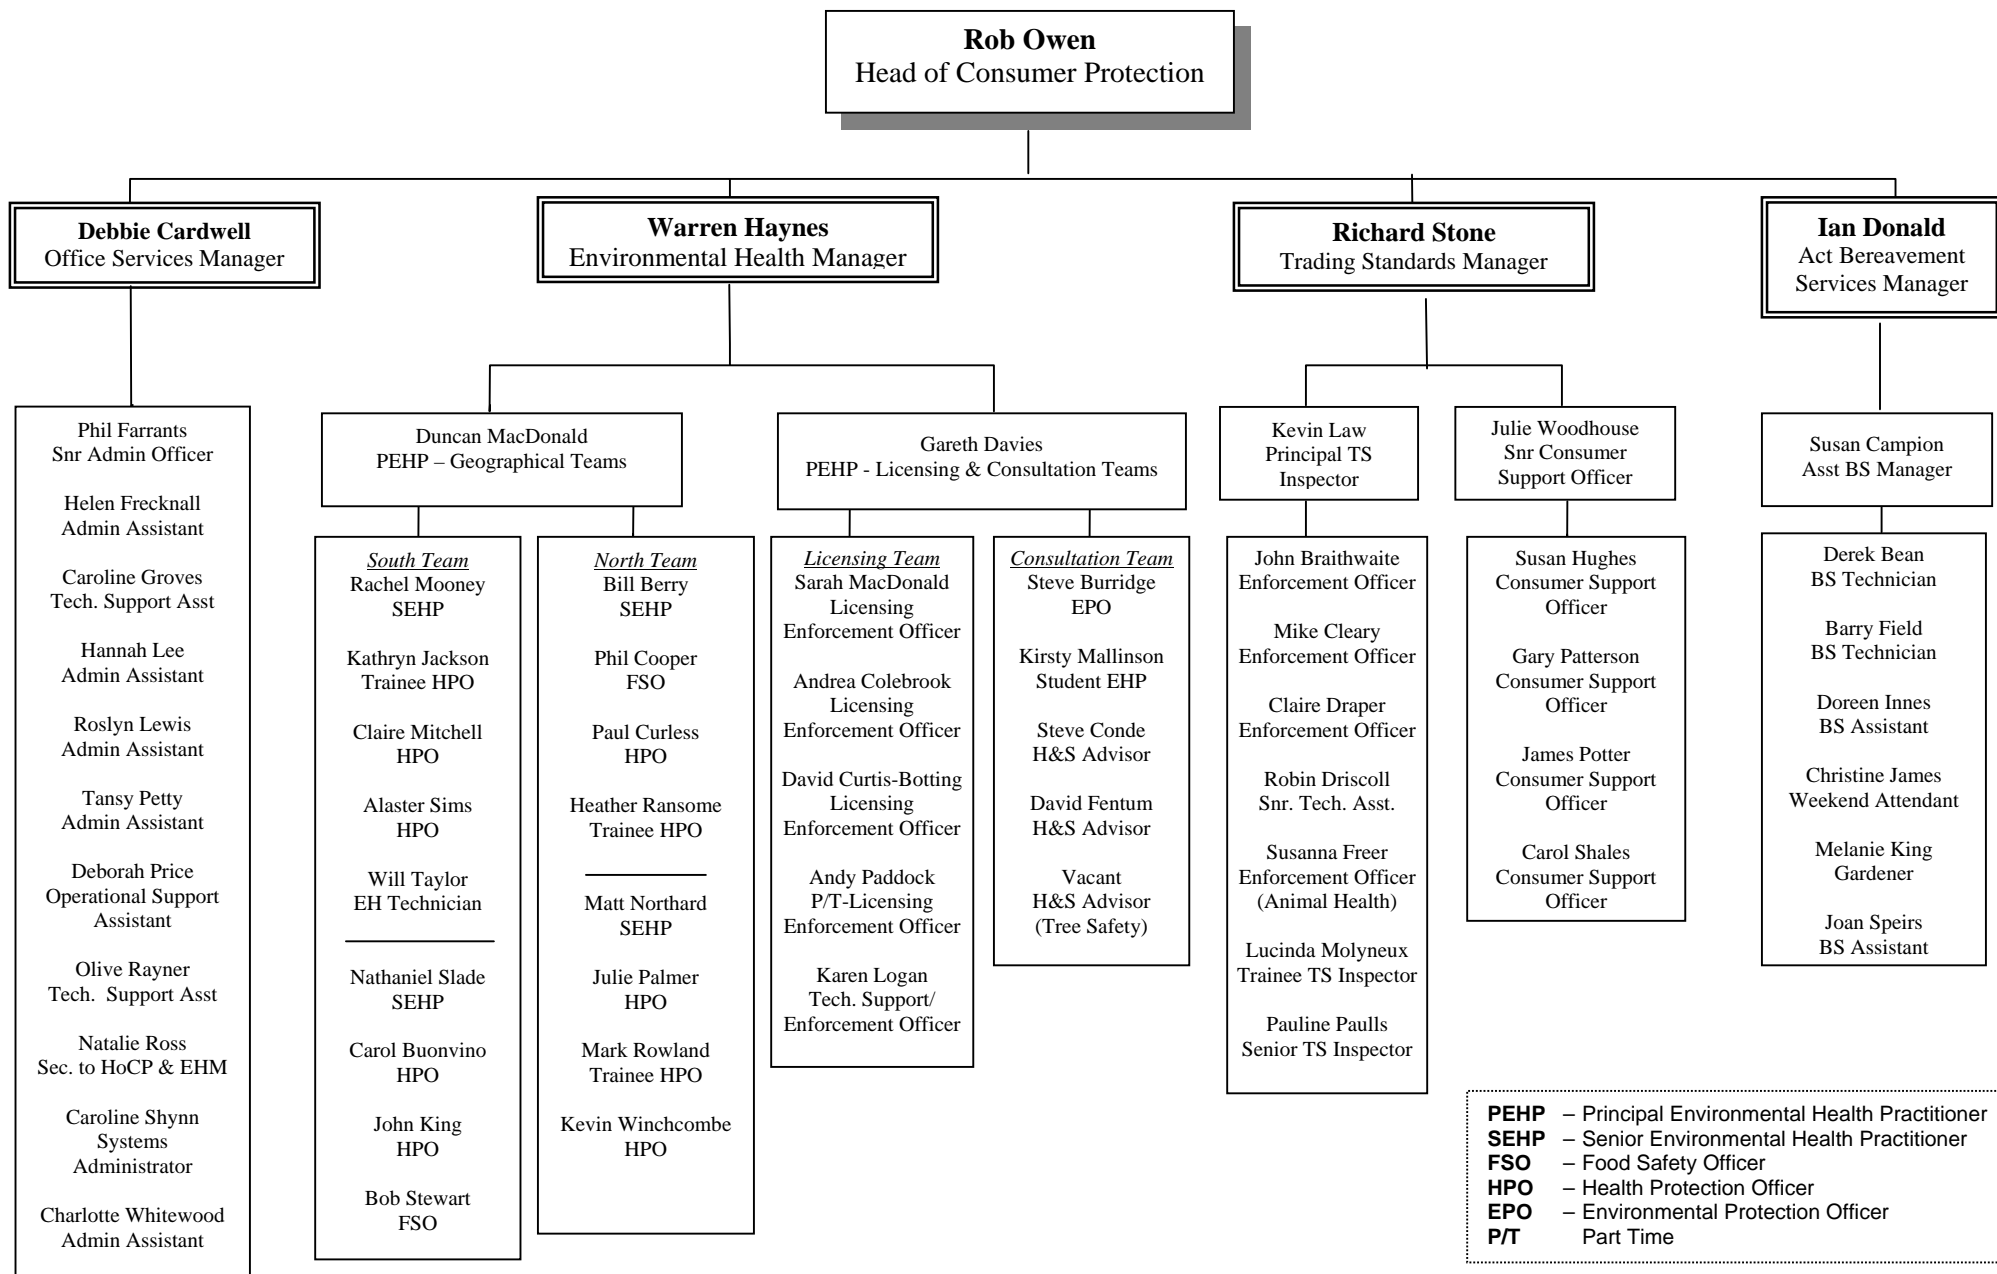 Rob Owen
Head of Consumer Protection
Debbie Cardwell
Office Services Manager
Warren Haynes
Environmental Health Manager
Richard Stone
Trading Standards Manager
Ian Donald
Act Bereavement
Services Manager
Phil Farrants
Snr Admin Officer
Helen Frecknall
Admin Assistant
Caroline Groves
Tech. Support Asst
Hannah Lee
Admin Assistant
Roslyn Lewis
Admin Assistant
Tansy Petty
Admin Assistant
Deborah Price
Operational Support
Assistant
Olive Rayner
Tech. Support Asst
Natalie Ross
Sec. to HoCP & EHM
Caroline Shynn
Systems
Administrator
Charlotte Whitewood
Admin Assistant
Duncan MacDonald
PEHP – Geographical Teams
South Team
Rachel Mooney
SEHP
Kathryn Jackson
Trainee HPO
Claire Mitchell
HPO
Alaster Sims
HPO
Will Taylor
EH Technician
Nathaniel Slade
SEHP
Carol Buonvino
HPO
John King
HPO
Bob Stewart
FSO
North Team
Bill Berry
SEHP
Phil Cooper
FSO
Paul Curless
HPO
Heather Ransome
Trainee HPO
Matt Northard
SEHP
Julie Palmer
HPO
Mark Rowland
Trainee HPO
Kevin Winchcombe
HPO
Gareth Davies
PEHP - Licensing & Consultation Teams
Licensing Team
Sarah MacDonald
Licensing
Enforcement Officer
Andrea Colebrook
Licensing
Enforcement Officer
David Curtis-Botting
Licensing
Enforcement Officer
Andy Paddock
P/T-Licensing
Enforcement Officer
Karen Logan
Tech. Support/
Enforcement Officer
Consultation Team
Steve Burridge
EPO
Kirsty Mallinson
Student EHP
Steve Conde
H&S Advisor
David Fentum
H&S Advisor
Vacant
H&S Advisor
(Tree Safety)
Kevin Law
Principal TS
Inspector
John Braithwaite
Enforcement Officer
Mike Cleary
Enforcement Officer
Claire Draper
Enforcement Officer
Robin Driscoll
Snr. Tech. Asst.
Susanna Freer
Enforcement Officer
(Animal Health)
Lucinda Molyneux
Trainee TS Inspector
Pauline Paulls
Senior TS Inspector
Julie Woodhouse
Snr Consumer
Support Officer
Susan Hughes
Consumer Support
Officer
Gary Patterson
Consumer Support
Officer
James Potter
Consumer Support
Officer
Carol Shales
Consumer Support
Officer
Susan Campion
Asst BS Manager
Derek Bean
BS Technician
Barry Field
BS Technician
Doreen Innes
BS Assistant
Christine James
Weekend Attendant
Melanie King
Gardener
Joan Speirs
BS Assistant
PEHP – Principal Environmental Health Practitioner
SEHP – Senior Environmental Health Practitioner
FSO – Food Safety Officer
HPO – Health Protection Officer
EPO – Environmental Protection Officer
P/T Part Time